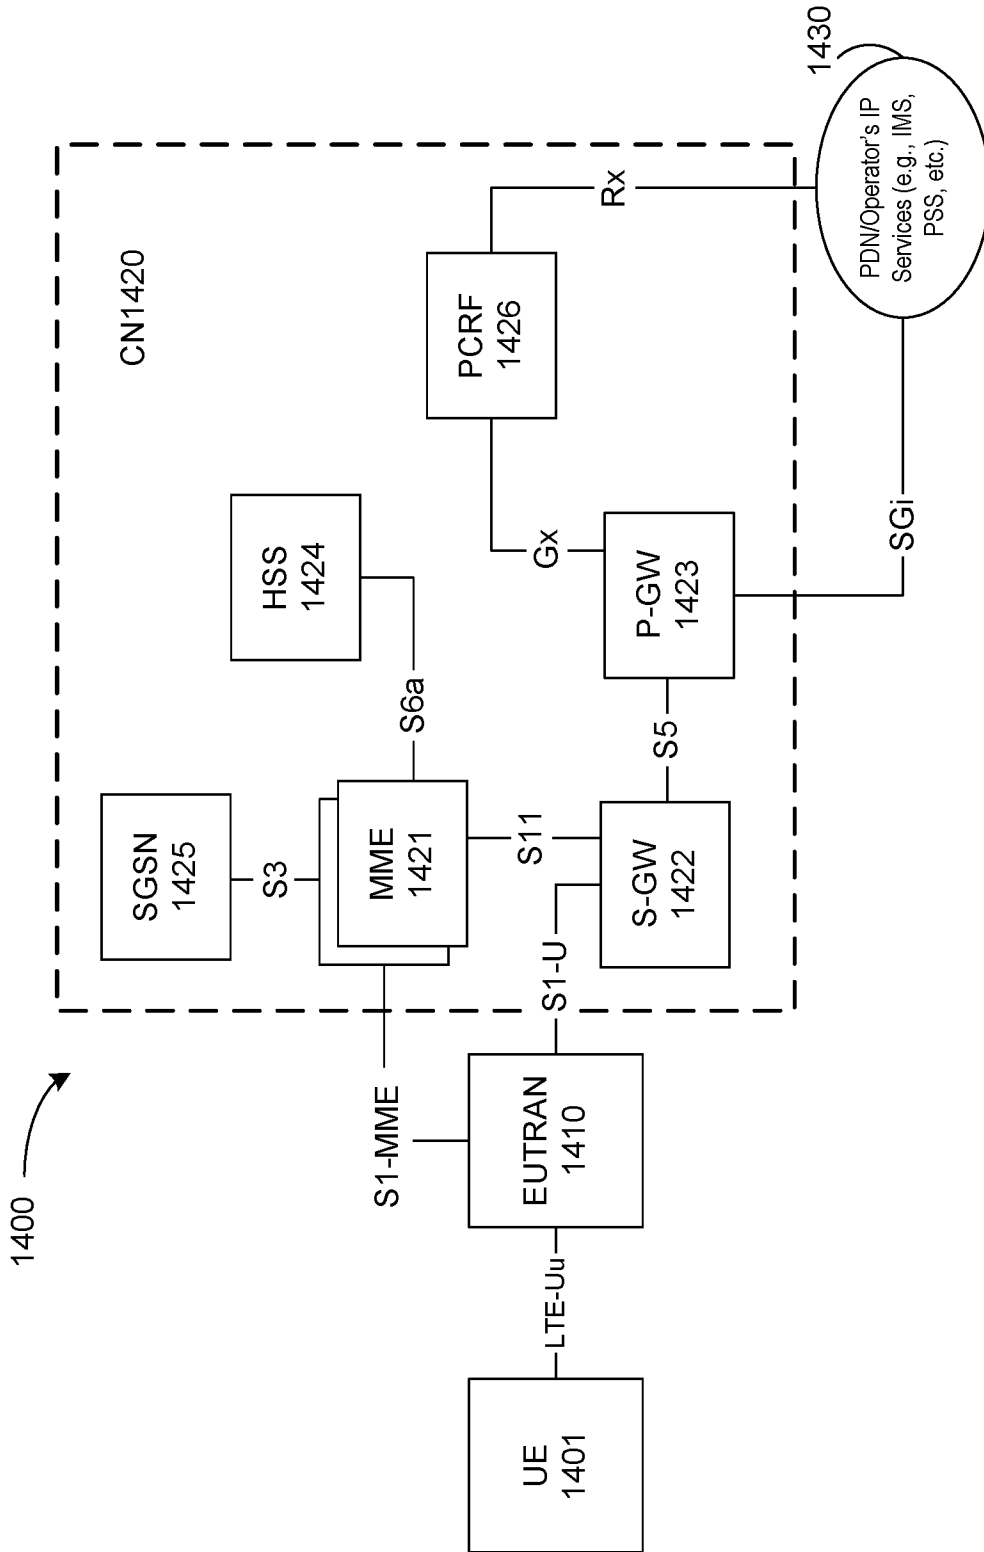 1400
CN1420
SGSN
1425
S3
HSS
1424
S6a
S1-MME
MME
1421
S11
PCRF
1426
Rx
Gx
UE
1401
LTE-Uu
EUTRAN
1410
S1-U
S-GW
1422
S5
P-GW
1423
SGi
1430
PDN/Operator's IP
Services (e.g., IMS,
PSS, etc.)